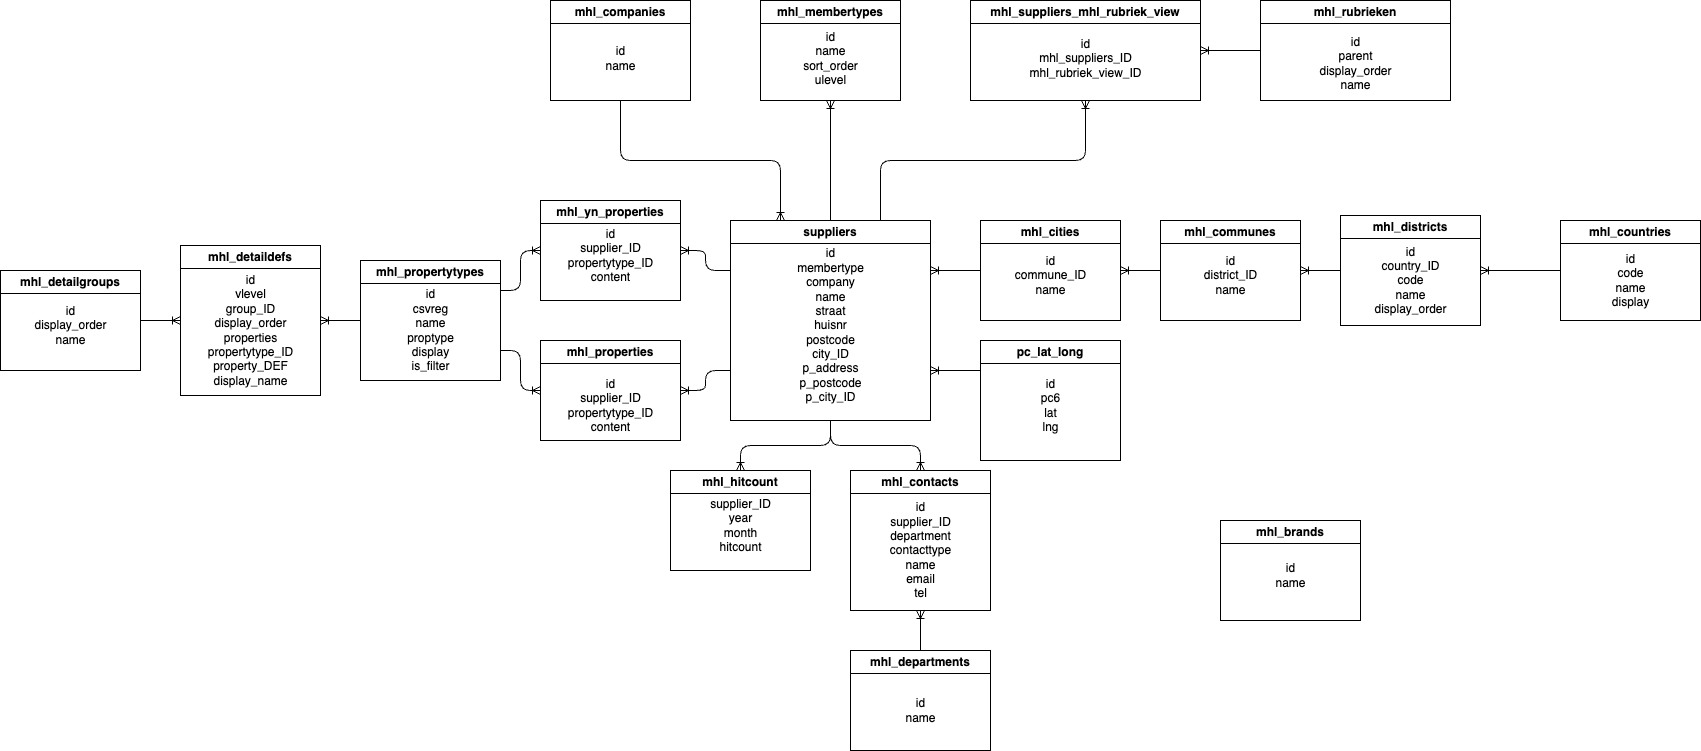 mhl_companies
id
name
mhl_membertypes
id
name
sort_order
ulevel
mhl_suppliers_mhl_rubriek_view
id
mhl_suppliers_ID
mhl_rubriek_view_ID
mhl_rubrieken
id
parent
display_order
name
mhl_detailgroups
id
display_order
name
mhl_detaildefs
id
vlevel
group_ID
display_order
properties
propertytype_ID
property_DEF
display_name
mhl_propertytypes
id
csvreg
name
proptype
display
is_filter
mhl_yn_properties
id
supplier_ID
propertytype_ID
content
mhl_properties
id
supplier_ID
propertytype_ID
content
suppliers
id
membertype
company
name
straat
huisnr
postcode
city_ID
p_address
p_postcode
p_city_ID
mhl_cities
id
commune_ID
name
mhl_communes
id
district_ID
name
mhl_districts
id
country_ID
code
name
display_order
mhl_countries
id
code
name
display
pc_lat_long
id
pc6
lat
lng
mhl_hitcount
supplier_ID
year
month
hitcount
mhl_contacts
id
supplier_ID
department
contacttype
name
email
tel
mhl_brands
id
name
mhl_departments
id
name